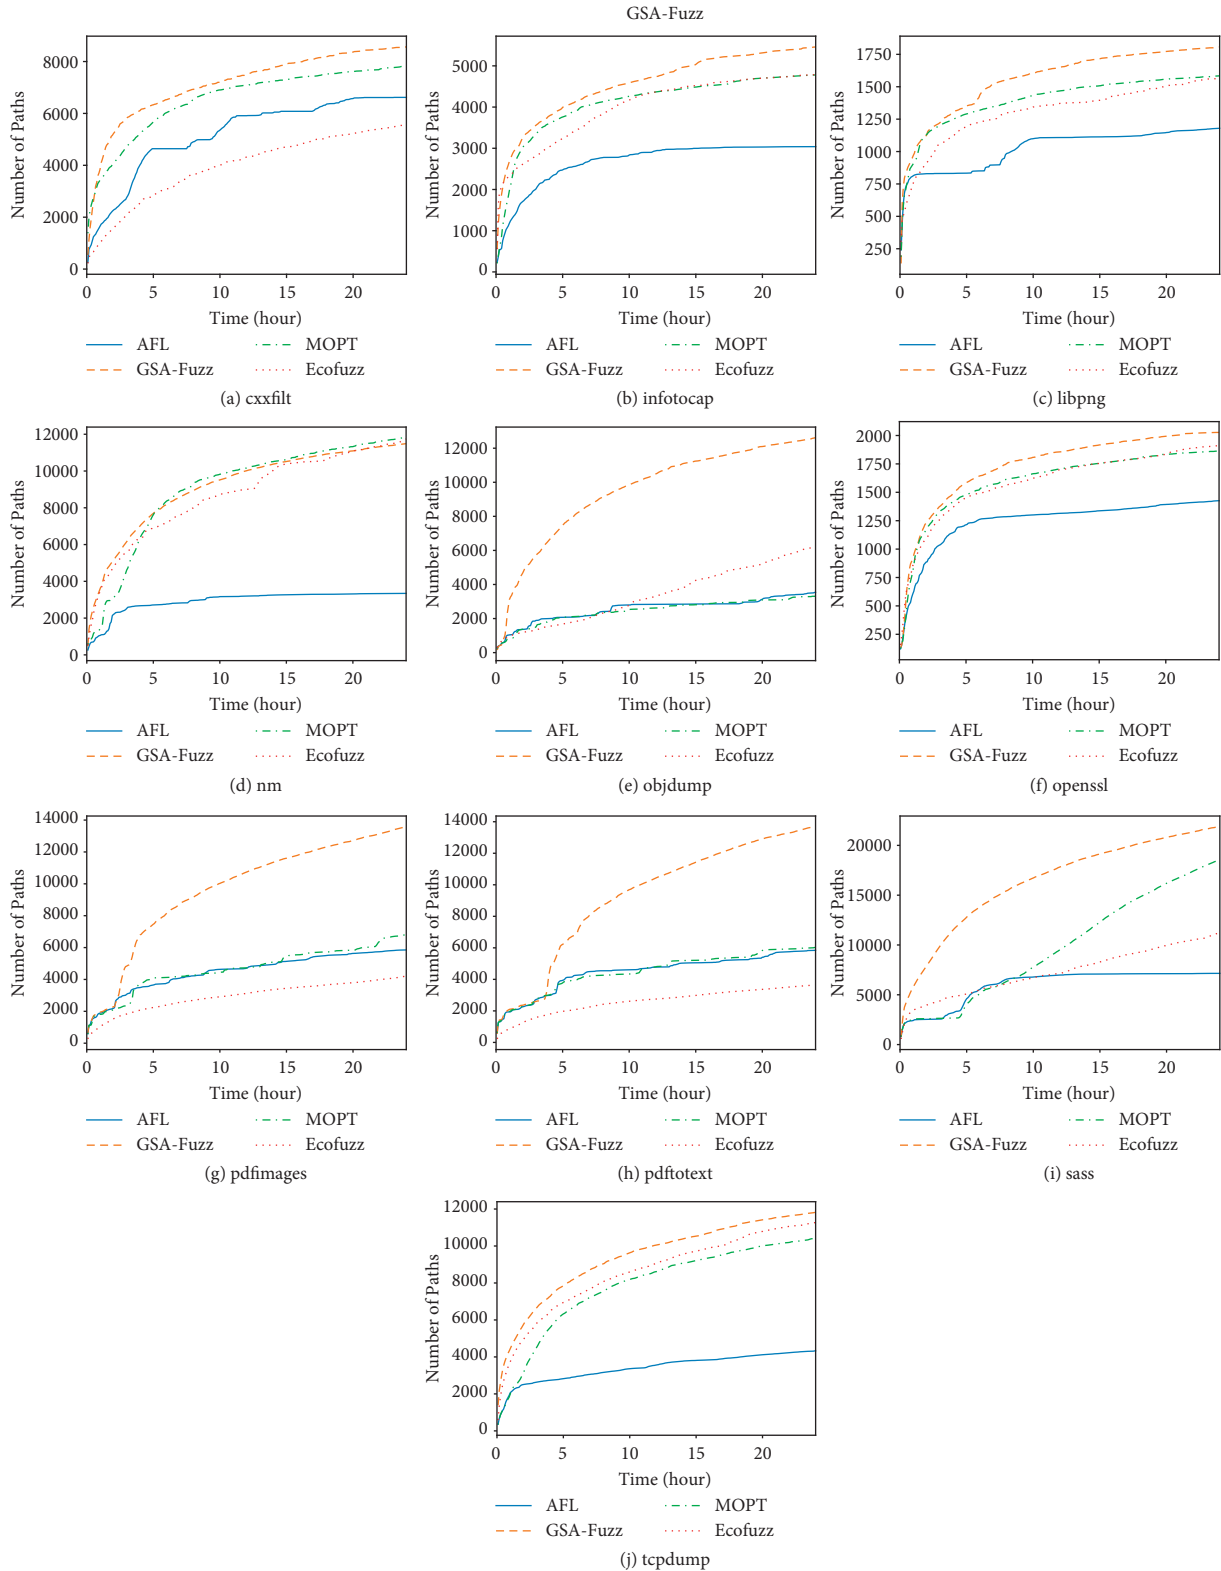 GSA-Fuzz
Number of Paths
8000
6000
4000
2000
0
0 5 10 15 20
Time (hour)
AFL MOPT
GSA-Fuzz Ecofuzz
(a) cxxfilt
Number of Paths
5000
4000
3000
2000
1000
0
0 5 10 15 20
Time (hour)
AFL MOPT
GSA-Fuzz Ecofuzz
(b) infotocap
Number of Paths
1750
1500
1250
1000
750
500
250
0 5 10 15 20
Time (hour)
AFL MOPT
GSA-Fuzz Ecofuzz
(c) libpng
Number of Paths
12000
10000
8000
6000
4000
2000
0
0 5 10 15 20
Time (hour)
AFL MOPT
GSA-Fuzz Ecofuzz
(d) nm
Number of Paths
12000
10000
8000
6000
4000
2000
0
0 5 10 15 20
Time (hour)
AFL MOPT
GSA-Fuzz Ecofuzz
(e) objdump
Number of Paths
2000
1750
1500
1250
1000
750
500
250
0 5 10 15 20
Time (hour)
AFL MOPT
GSA-Fuzz Ecofuzz
(f) openssl
Number of Paths
14000
12000
10000
8000
6000
4000
2000
0
0 5 10 15 20
Time (hour)
AFL MOPT
GSA-Fuzz Ecofuzz
(g) pdfimages
Number of Paths
14000
12000
10000
8000
6000
4000
2000
0
0 5 10 15 20
Time (hour)
AFL MOPT
GSA-Fuzz Ecofuzz
(h) pdftotext
Number of Paths
20000
15000
10000
5000
0
0 5 10 15 20
Time (hour)
AFL MOPT
GSA-Fuzz Ecofuzz
(i) sass
Number of Paths
12000
10000
8000
6000
4000
2000
0
0 5 10 15 20
Time (hour)
AFL MOPT
GSA-Fuzz Ecofuzz
(j) tcpdump